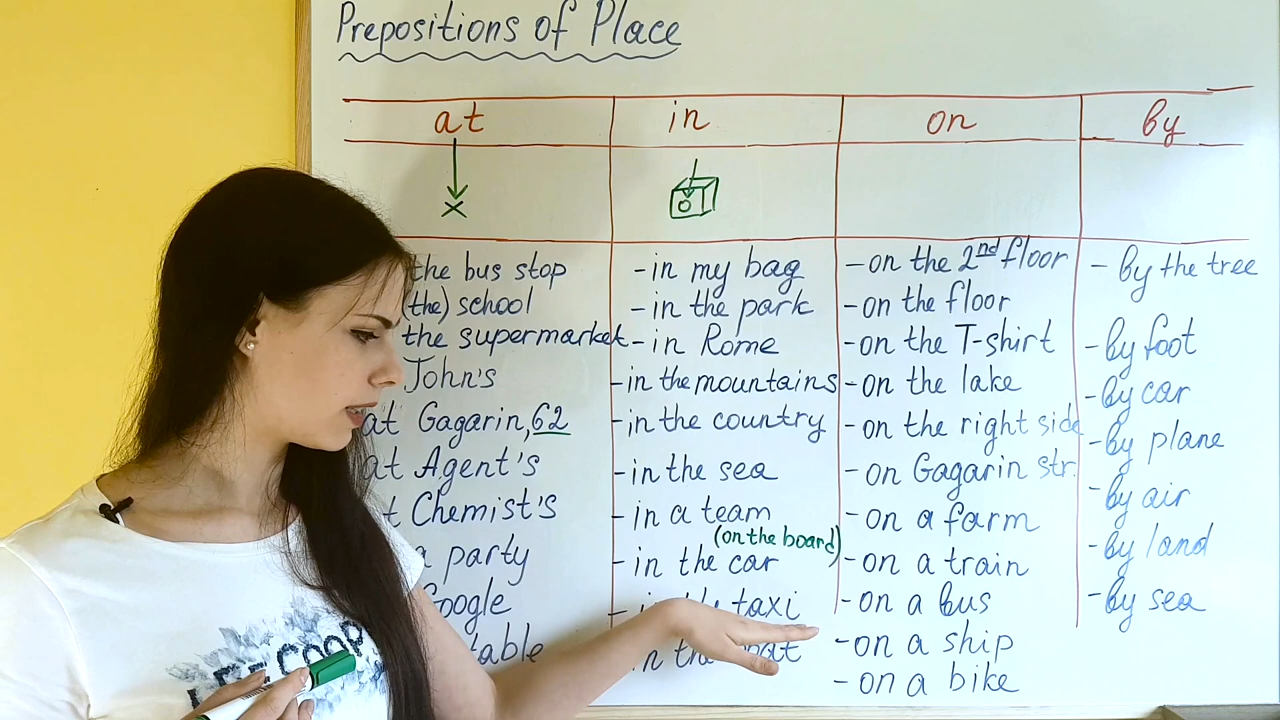 Prepositions of Place
at in on by
the bus stop
(the) school
the supermarket
John's
at Gagarin, 62
at Agent's
Chemist's
party
Google
table
-in my bag
-in the park
-in Rome
-in the mountains
-in the country
-in the sea
-in a team
(on the board)
-in the car
taxi
-on the 2nd floor
-on the floor
-on the T-shirt
-on the lake
-on the right side
-on Gagarin str.
-on a farm
-on a train
-on a bus
-on a ship
-on a bike
-by the tree
-by foot
-by car
-by plane
-by air
-by land
-by sea